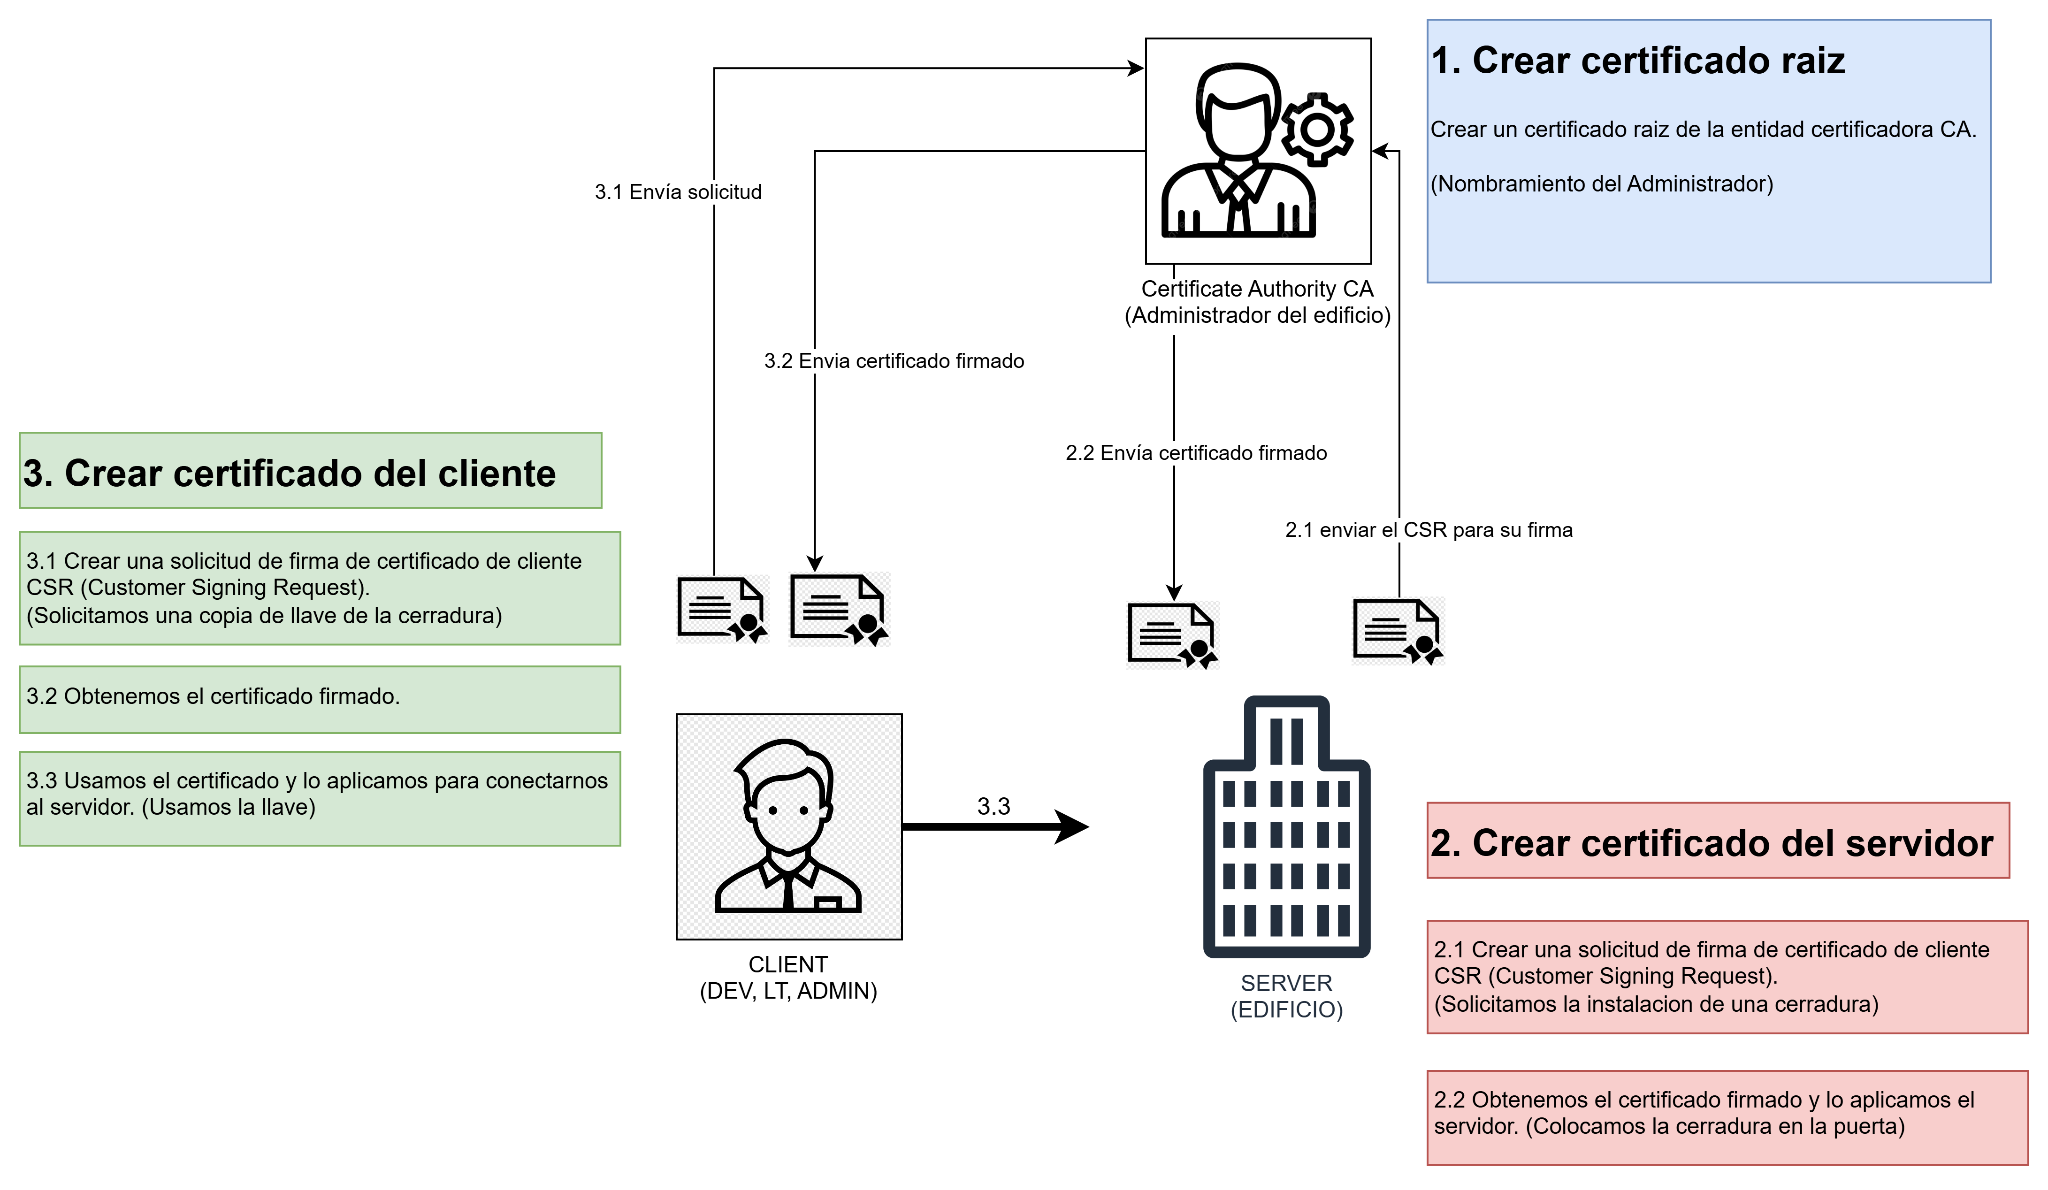 1. Crear certificado raiz
Crear un certificado raiz de la entidad certificadora CA.
(Nombramiento del Administrador)
3.1 Envía solicitud
Certificate Authority CA
(Administrador del edificio)
3.2 Envia certificado firmado
2.2 Envía certificado firmado
2.1 enviar el CSR para su firma
3. Crear certificado del cliente
3.1 Crear una solicitud de firma de certificado de cliente
CSR (Customer Signing Request).
(Solicitamos una copia de llave de la cerradura)
3.2 Obtenemos el certificado firmado.
3.3 Usamos el certificado y lo aplicamos para conectarnos
al servidor. (Usamos la llave)
3.3
CLIENT
(DEV, LT, ADMIN)
SERVER
(EDIFICIO)
2. Crear certificado del servidor
2.1 Crear una solicitud de firma de certificado de cliente
CSR (Customer Signing Request).
(Solicitamos la instalacion de una cerradura)
2.2 Obtenemos el certificado firmado y lo aplicamos el
servidor. (Colocamos la cerradura en la puerta)